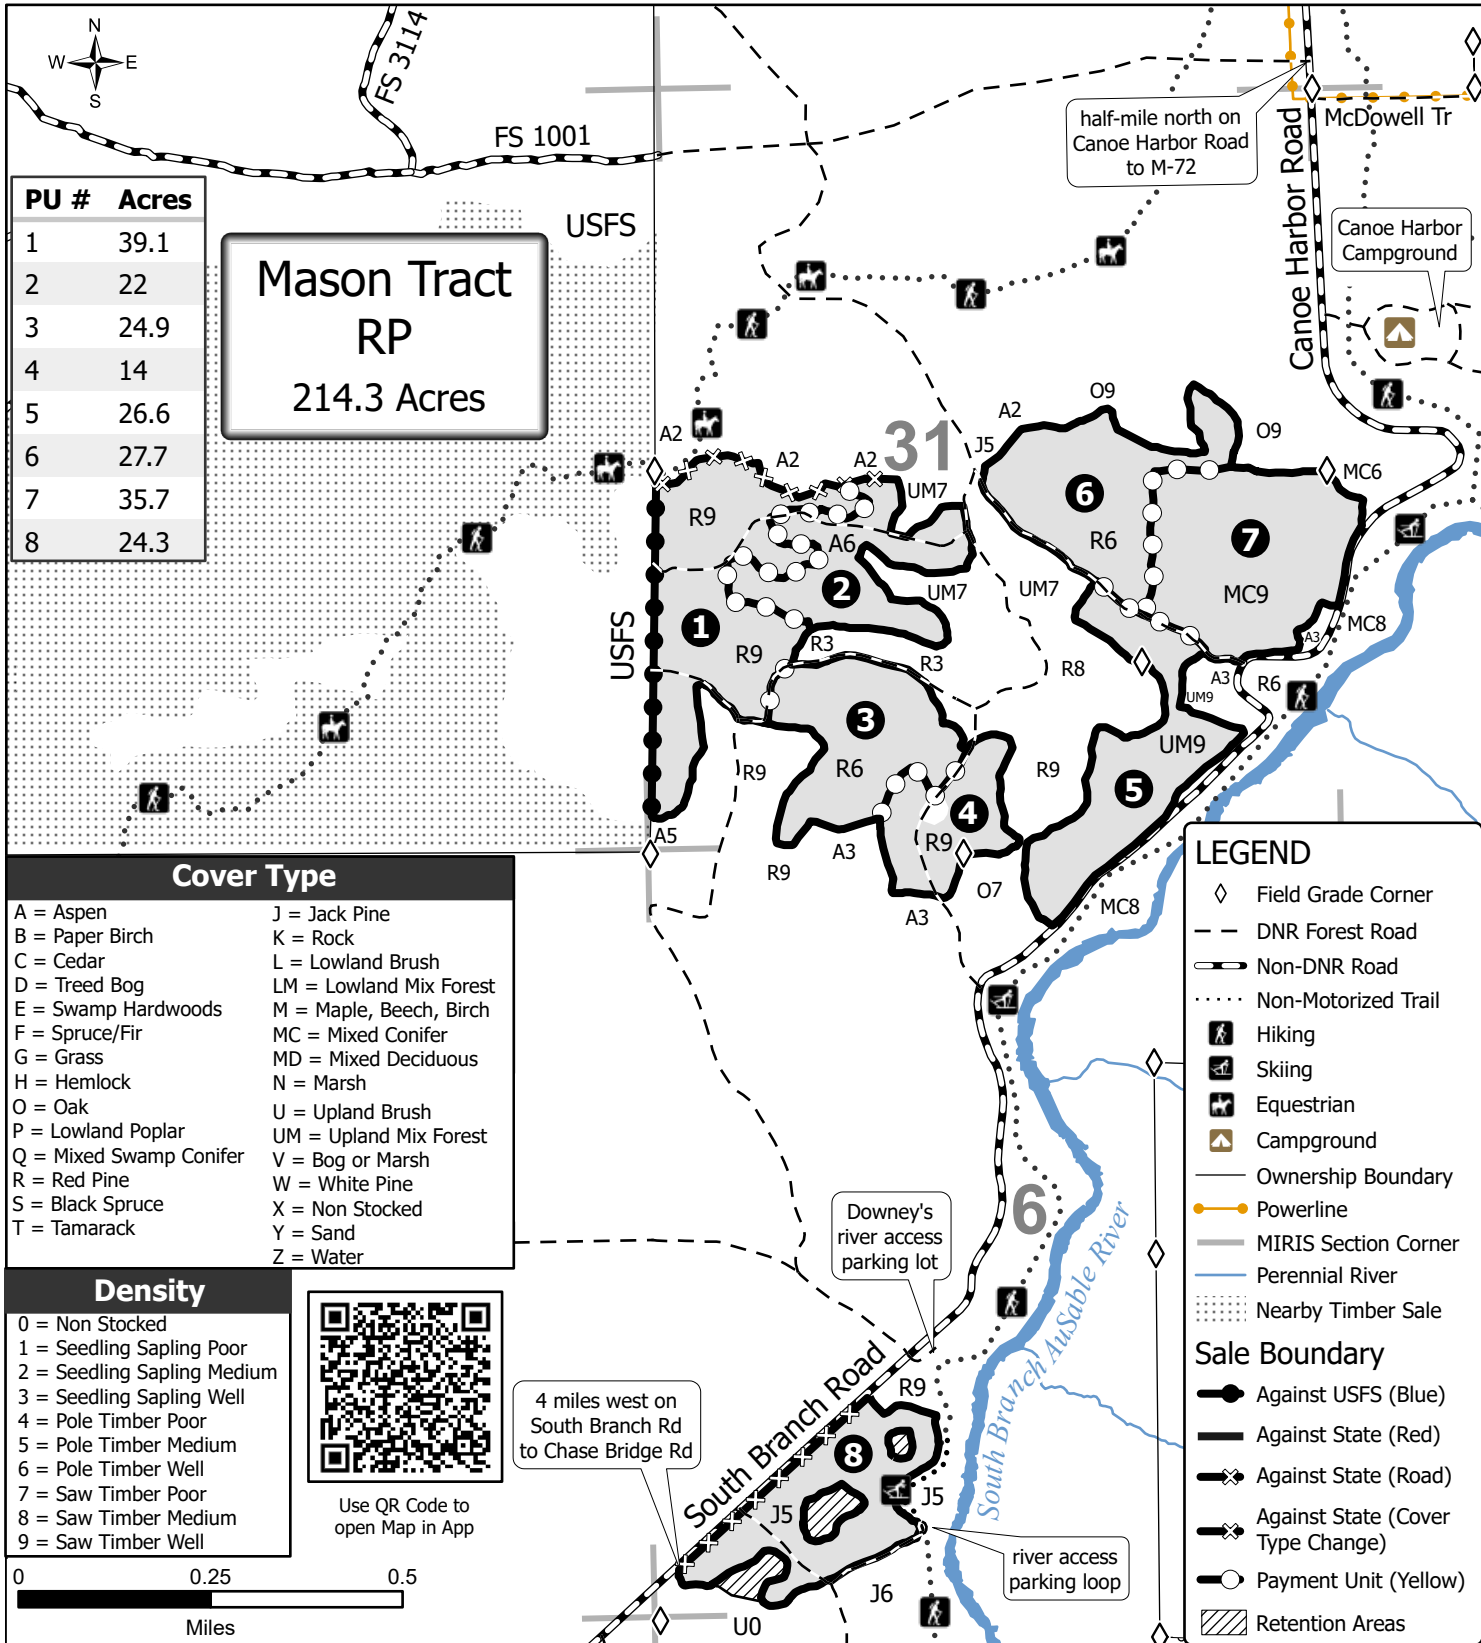 N
W E
S
FS 3114
FS 1001
USFS
half-mile north on
Canoe Harbor Road
to M-72
McDowell Tr
Canoe Harbor Road
Canoe Harbor
Campground
PU # Acres
1 39.1
2 22
3 24.9
4 14
5 26.6
6 27.7
7 35.7
8 24.3
Mason Tract
RP
214.3 Acres
31
A2
A2
A2
UM7
J5
A2
O9
O9
MC6
R9
A6
2
UM7
UM7
6
R6
7
MC9
MC8
A3
1
R9
R3
R3
R8
A3
R6
UM9
UM9
USFS
3
R6
R9
R9
4
R9
5
A5
R9
A3
A3
O7
MC8
Cover Type
A = Aspen
B = Paper Birch
C = Cedar
D = Treed Bog
E = Swamp Hardwoods
F = Spruce/Fir
G = Grass
H = Hemlock
O = Oak
P = Lowland Poplar
Q = Mixed Swamp Conifer
R = Red Pine
S = Black Spruce
T = Tamarack
J = Jack Pine
K = Rock
L = Lowland Brush
LM = Lowland Mix Forest
M = Maple, Beech, Birch
MC = Mixed Conifer
MD = Mixed Deciduous
N = Marsh
U = Upland Brush
UM = Upland Mix Forest
V = Bog or Marsh
W = White Pine
X = Non Stocked
Y = Sand
Z = Water
Density
0 = Non Stocked
1 = Seedling Sapling Poor
2 = Seedling Sapling Medium
3 = Seedling Sapling Well
4 = Pole Timber Poor
5 = Pole Timber Medium
6 = Pole Timber Well
7 = Saw Timber Poor
8 = Saw Timber Medium
9 = Saw Timber Well
Use QR Code to
open Map in App
0 0.25 0.5
Miles
6
Downey's
river access
parking lot
4 miles west on
South Branch Rd
to Chase Bridge Rd
South Branch Road
South Branch AuSable River
R9
8
J5
J5
J6
U0
river access
parking loop
LEGEND
Field Grade Corner
DNR Forest Road
Non-DNR Road
Non-Motorized Trail
Hiking
Skiing
Equestrian
Campground
Ownership Boundary
Powerline
MIRIS Section Corner
Perennial River
Nearby Timber Sale
Sale Boundary
Against USFS (Blue)
Against State (Red)
Against State (Road)
Against State (Cover
Type Change)
Payment Unit (Yellow)
Retention Areas